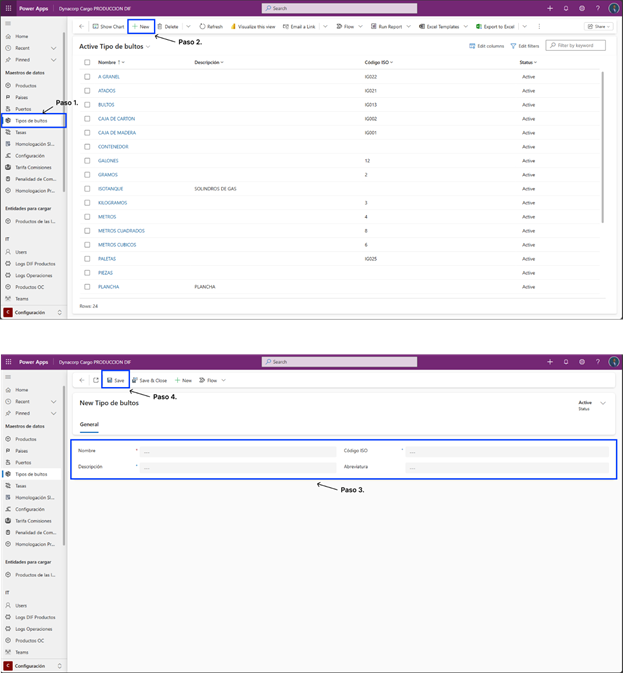 Power Apps Dynacorp Cargo PRODUCCION DIF Search
Show Chart New Delete Refresh Visualize this view Email a Link Flow Run Report Excel Templates Export to Excel Share
Home
Recent
Pinned
Maestros de datos
Productos
Paises
Puertos
Tipos de bultos
Tasas
Homologación SI...
Configuración
Tarifa Comisiones
Penalidad de Com...
Homologacion Pr...
Entidades para cargar
Productos de las I...
IT
Users
Logs DIF Productos
Logs Operaciones
Productos OC
Teams
C Configuración
Paso 1.
Paso 2.
Active Tipo de bultos
Edit columns Edit filters Filter by keyword
Nombre ↑ Descripción Código ISO Status
A GRANEL IG022 Active
ATADOS IG021 Active
BULTOS IG013 Active
CAJA DE CARTON IG002 Active
CAJA DE MADERA IG001 Active
CONTENEDOR Active
GALONES 12 Active
GRAMOS 2 Active
ISOTANQUE SOLINDROS DE GAS Active
KILOGRAMOS 3 Active
METROS 4 Active
METROS CUADRADOS Active
METROS CUBICOS 6 Active
PALETAS IG025 Active
PIEZAS Active
PLANCHA PLANCHA Active
Rows: 24
Power Apps Dynacorp Cargo PRODUCCION DIF Search
Save Save & Close New Flow
Paso 4.
Home
Recent
Pinned
Maestros de datos
Productos
Paises
Puertos
Tipos de bultos
Tasas
Homologación SI...
Configuración
Tarifa Comisiones
Penalidad de Com...
Homologacion Pr...
Entidades para cargar
Productos de las I...
IT
Users
Logs DIF Productos
Logs Operaciones
Productos OC
Teams
C Configuración
New Tipo de bultos
Active
Status
General
Nombre * --- Código ISO * ---
Descripción * --- Abreviatura ---
Paso 3.